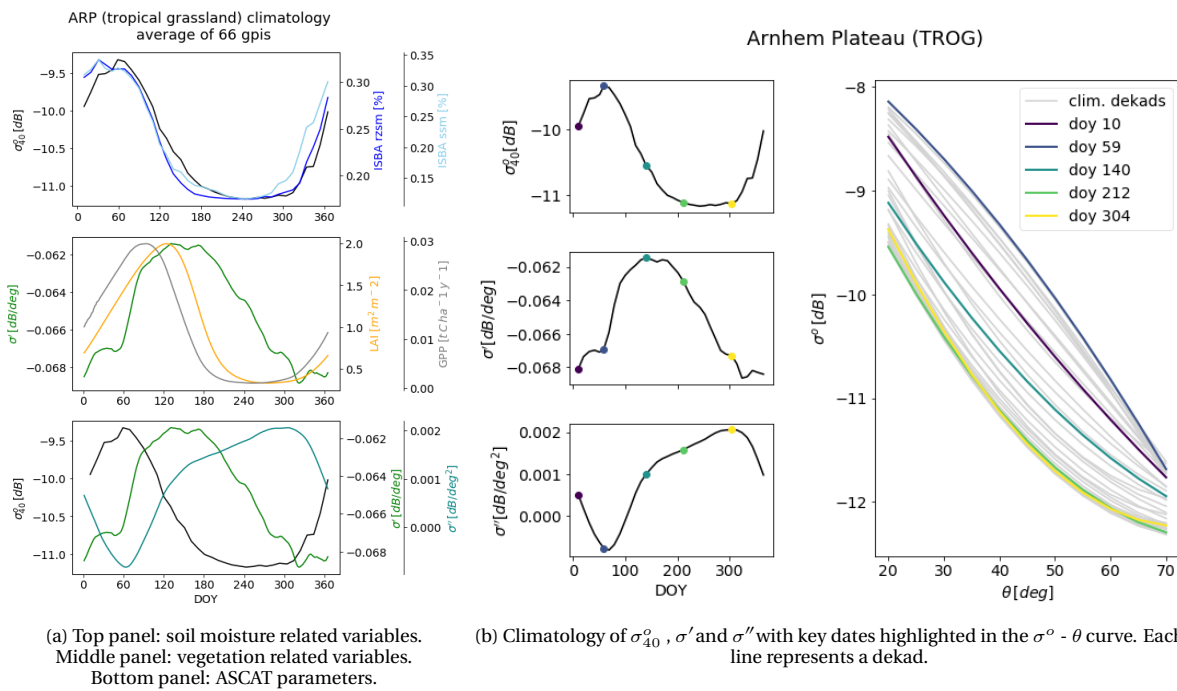 ARP (tropical grassland) climatology
average of 66 gpis
−9.5
−10.0
−10.5
−11.0
σ°₄₀ [dB]
0.30
0.25
0.20
ISBA rzsm [%]
0.35
0.30
0.25
0.20
0.15
ISBA ssm [%]
0 60 120 180 240 300 360
−0.062
−0.064
−0.066
−0.068
σ′ [dB/deg]
2.0
1.5
1.0
0.5
LAI [m² m−2]
0.03
0.02
0.01
0.00
GPP [t C ha−1 y−1]
0 60 120 180 240 300 360
−9.5
−10.0
−10.5
−11.0
σ°₄₀ [dB]
−0.062
−0.064
−0.066
−0.068
σ′ [dB/deg]
0.002
0.001
0.000
σ′′ [dB/deg²]
0 60 120 180 240 300 360
DOY
(a) Top panel: soil moisture related variables.
Middle panel: vegetation related variables.
Bottom panel: ASCAT parameters.
Arnhem Plateau (TROG)
−10
−11
σ°₄₀ [dB]
−0.062
−0.064
−0.066
−0.068
σ′ [dB/deg]
0.002
0.001
0.000
σ′′ [dB/deg²]
0 100 200 300
DOY
−8
−9
−10
−11
−12
σ° [dB]
clim. dekads
doy 10
doy 59
doy 140
doy 212
doy 304
20 30 40 50 60 70
θ [deg]
(b) Climatology of σ°₄₀ , σ′ and σ′′ with key dates highlighted in the σ° - θ curve. Each
line represents a dekad.